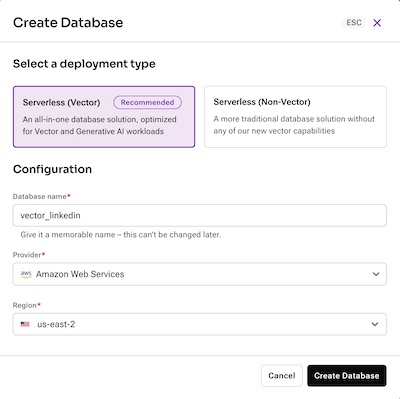 Create Database
ESC
Select a deployment type
Serverless (Vector) Recommended
An all-in-one database solution, optimized
for Vector and Generative AI workloads
Serverless (Non-Vector)
A more traditional database solution without
any of our new vector capabilities
Configuration
Database name*
vector_linkedin
Give it a memorable name – this can't be changed later.
Provider*
aws Amazon Web Services
Region*
us-east-2
Cancel
Create Database